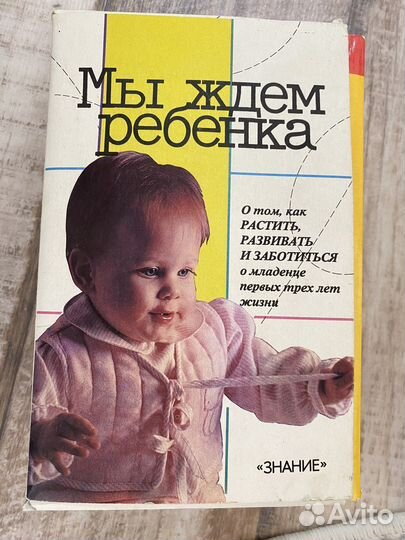 Мы ждем
ребенка
О том, как
РАСТИТЬ,
РАЗВИВАТЬ
И ЗАБОТИТЬСЯ
о младенце
первых трех лет
жизни
«ЗНАНИЕ»
Avito